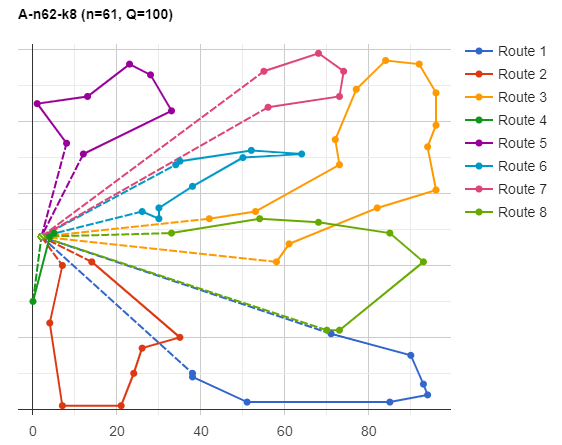 A-n62-k8 (n=61, Q=100)
Route 1
Route 2
Route 3
Route 4
Route 5
Route 6
Route 7
Route 8
0 20 40 60 80